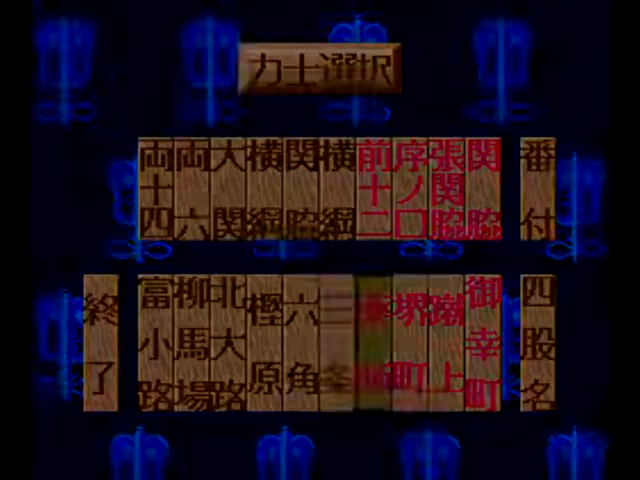 力士選択
番付
関脇
張関脇
序ノ口
前十二
横綱
関脇
横綱
大関
両六
両十四
四股名
御幸町
蹴上
堺町
六角
樫原
北大路
柳馬場
富小路
終了